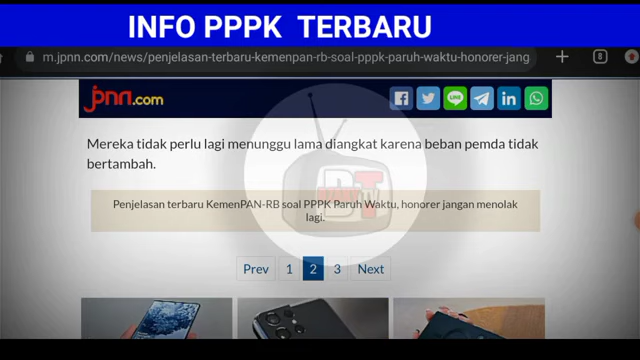 INFO PPPK TERBARU
m.jpnn.com/news/penjelasan-terbaru-kemenpan-rb-soal-pppk-paruh-waktu-honorer-jang
8
jpnn.com
Mereka tidak perlu lagi menunggu lama diangkat karena beban pemda tidak
bertambah.
Penjelasan terbaru KemenPAN-RB soal PPPK Paruh Waktu, honorer jangan menolak
lagi.
Prev 1 2 3 Next